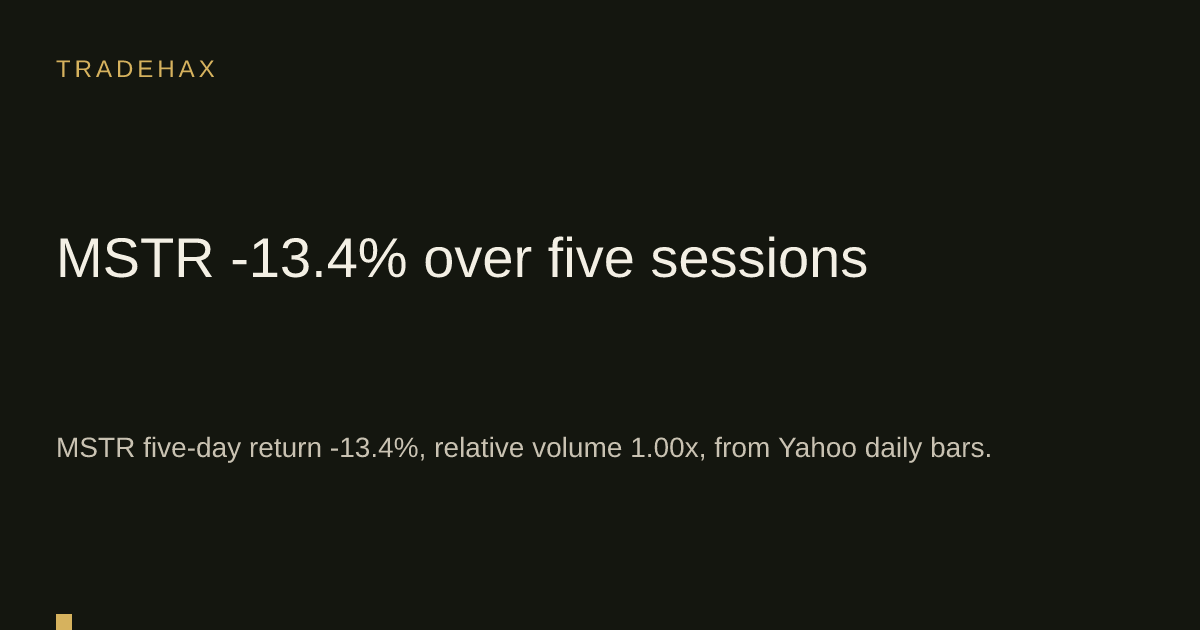 TRADEHAX
MSTR -13.4% over five sessions
MSTR five-day return -13.4%, relative volume 1.00x, from Yahoo daily bars.